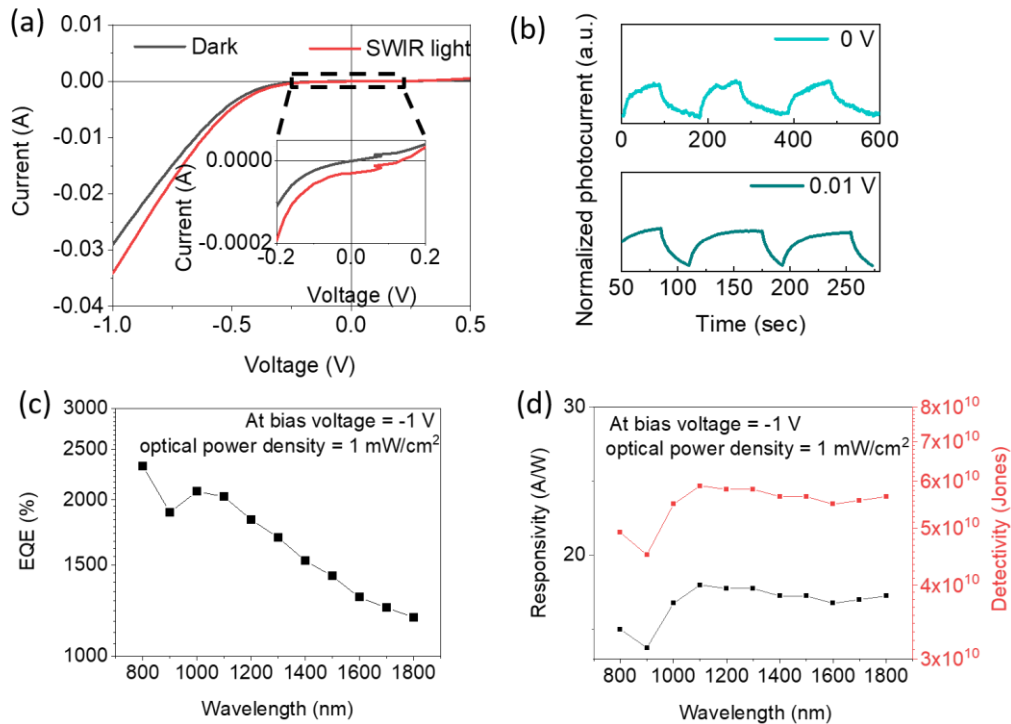 (a)
0.01
0.00
-0.01
-0.02
-0.03
-0.04
Current (A)
Dark
SWIR light
0.0000
-0.0002
Current (A)
-0.2
0.0
0.2
Voltage (V)
-1.0
-0.5
0.0
0.5
Voltage (V)
(b)
Normalized photocurrent (a.u.)
0 V
0
200
400
600
0.01 V
50
100
150
200
250
Time (sec)
(c)
3000
2500
2000
1500
1000
EQE (%)
At bias voltage = -1 V
optical power density = 1 mW/cm²
800 1000 1200 1400 1600 1800
Wavelength (nm)
(d)
30
20
Responsivity (A/W)
At bias voltage = -1 V
optical power density = 1 mW/cm²
8x10¹⁰
7x10¹⁰
6x10¹⁰
5x10¹⁰
4x10¹⁰
3x10¹⁰
Detectivity (Jones)
800 1000 1200 1400 1600 1800
Wavelength (nm)